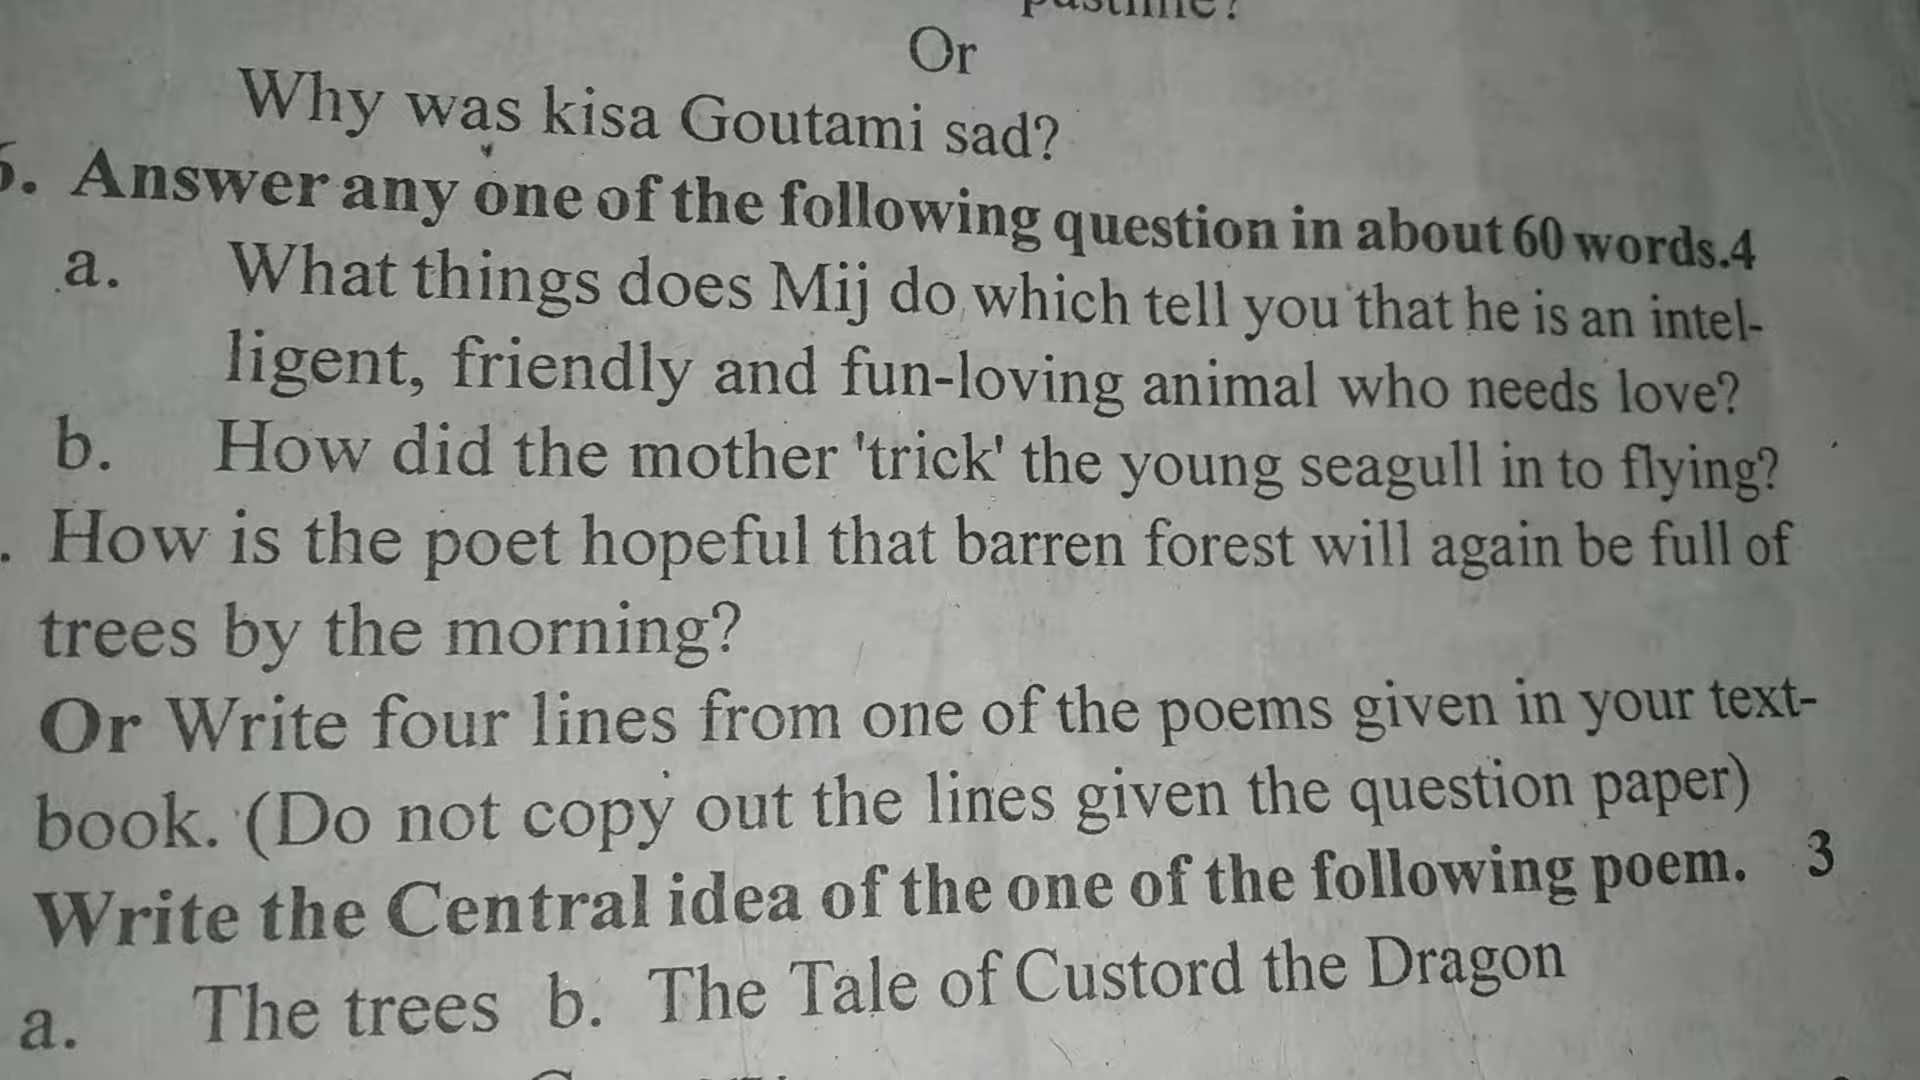 Or
Why was kisa Goutami sad?
5. Answer any one of the following question in about 60 words.4
a. What things does Mij do which tell you that he is an intel-
ligent, friendly and fun-loving animal who needs love?
b. How did the mother 'trick' the young seagull in to flying?
. How is the poet hopeful that barren forest will again be full of
trees by the morning?
Or Write four lines from one of the poems given in your text-
book. (Do not copy out the lines given the question paper)
Write the Central idea of the one of the following poem. 3
a. The trees b. The Tale of Custord the Dragon